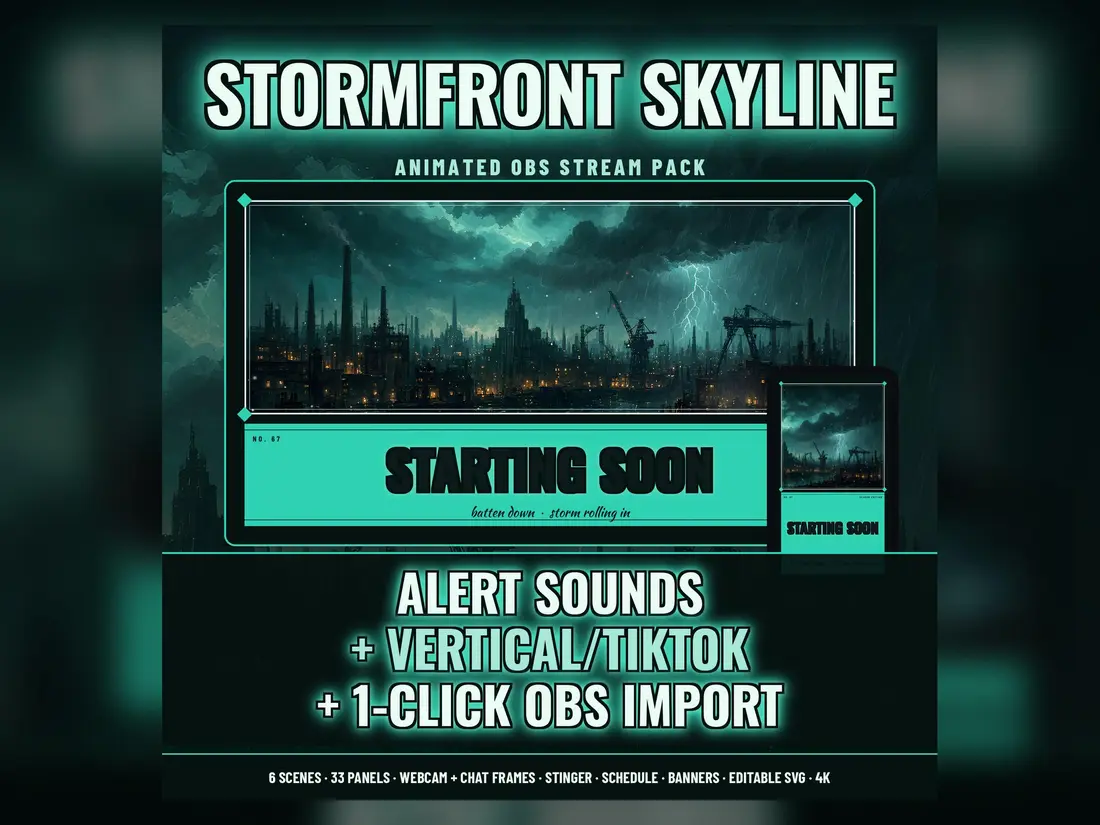 STORMFRONT SKYLINE
ANIMATED OBS STREAM PACK
NO. 67
STARTING SOON
batten down · storm rolling in
STARTING SOON
ALERT SOUNDS
+ VERTICAL/TIKTOK
+ 1-CLICK OBS IMPORT
6 SCENES · 33 PANELS · WEBCAM + CHAT FRAMES · STINGER · SCHEDULE · BANNERS · EDITABLE SVG · 4K